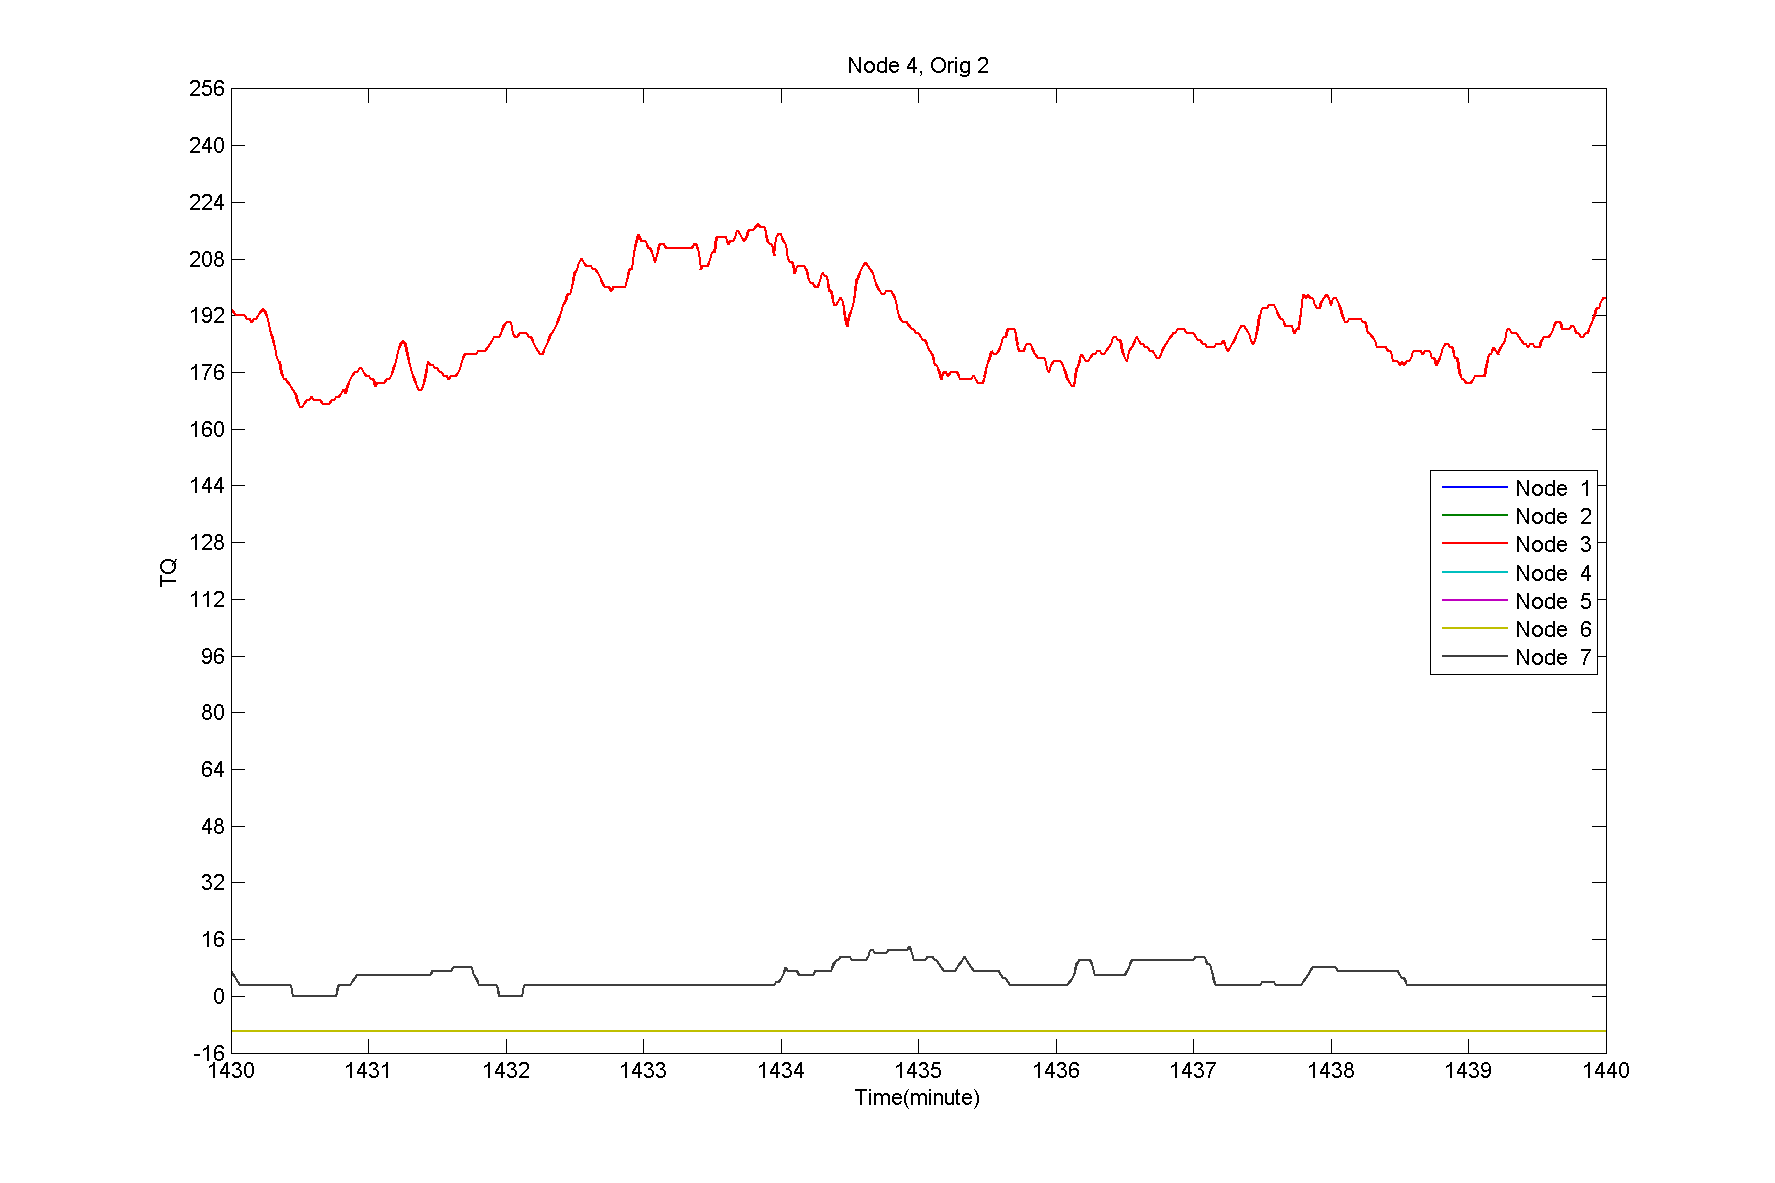 Node 4, Orig 2
256
240
224
208
192
176
160
144
128
112
96
80
64
48
32
16
0
-16
TQ
Node 1
Node 2
Node 3
Node 4
Node 5
Node 6
Node 7
1430 1431 1432 1433 1434 1435 1436 1437 1438 1439 1440
Time(minute)